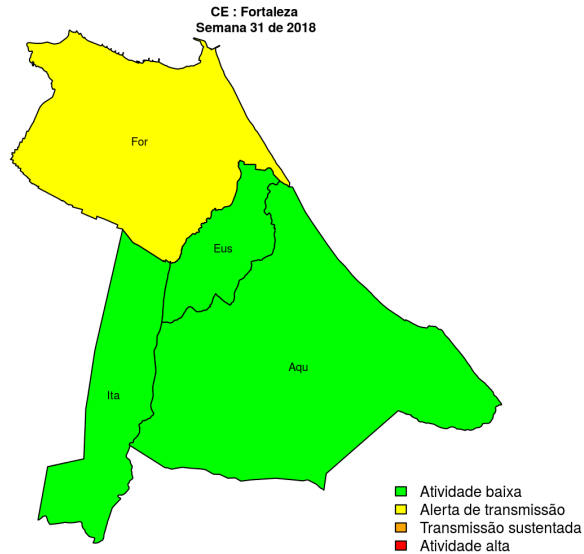 CE : Fortaleza
Semana 31 de 2018
For
Eus
Aqu
Ita
Atividade baixa
Alerta de transmissão
Transmissão sustentada
Atividade alta